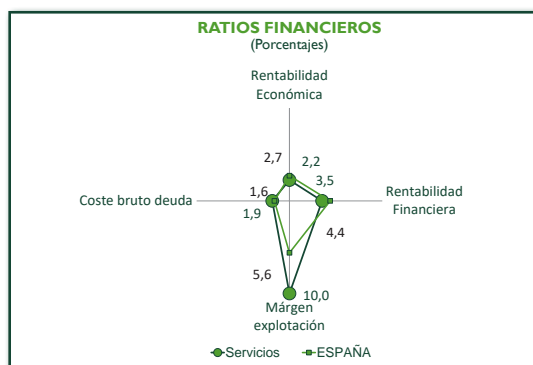 RATIOS FINANCIEROS
(Porcentajes)
Rentabilidad
Económica
2,7
2,2
1,6
3,5
Coste bruto deuda
Rentabilidad
Financiera
1,9
4,4
5,6
10,0
Márgen
explotación
Servicios
ESPAÑA